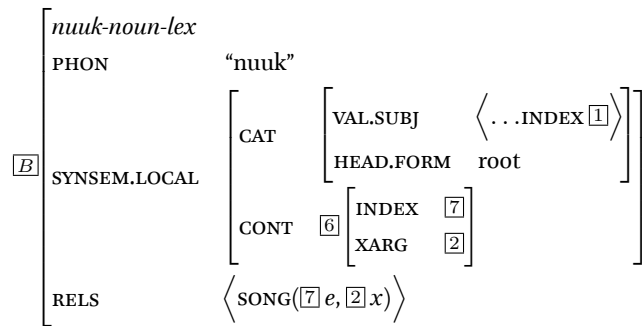 nuuk-noun-lex
PHON “nuuk”
VAL.SUBJ ⟨...INDEX 1⟩
CAT
HEAD.FORM root
B SYNSEM.LOCAL
CONT 6 INDEX 7
XARG 2
RELS ⟨SONG(7 e, 2 x)⟩